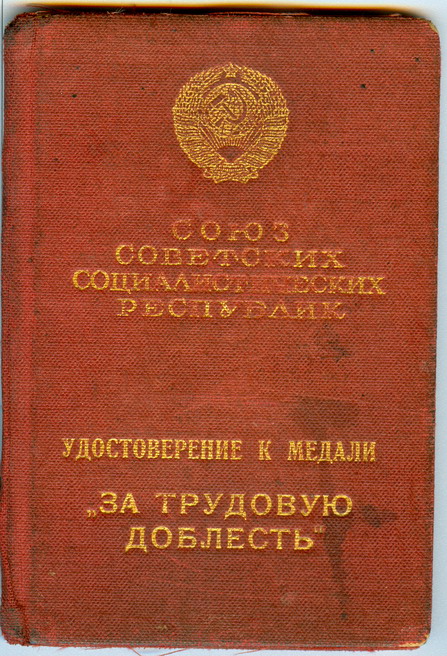 СОЮЗ
СОВЕТСКИХ
СОЦИАЛИСТИЧЕСКИХ
РЕСПУБЛИК
УДОСТОВЕРЕНИЕ К МЕДАЛИ
„ЗА ТРУДОВУЮ
ДОБЛЕСТЬ“